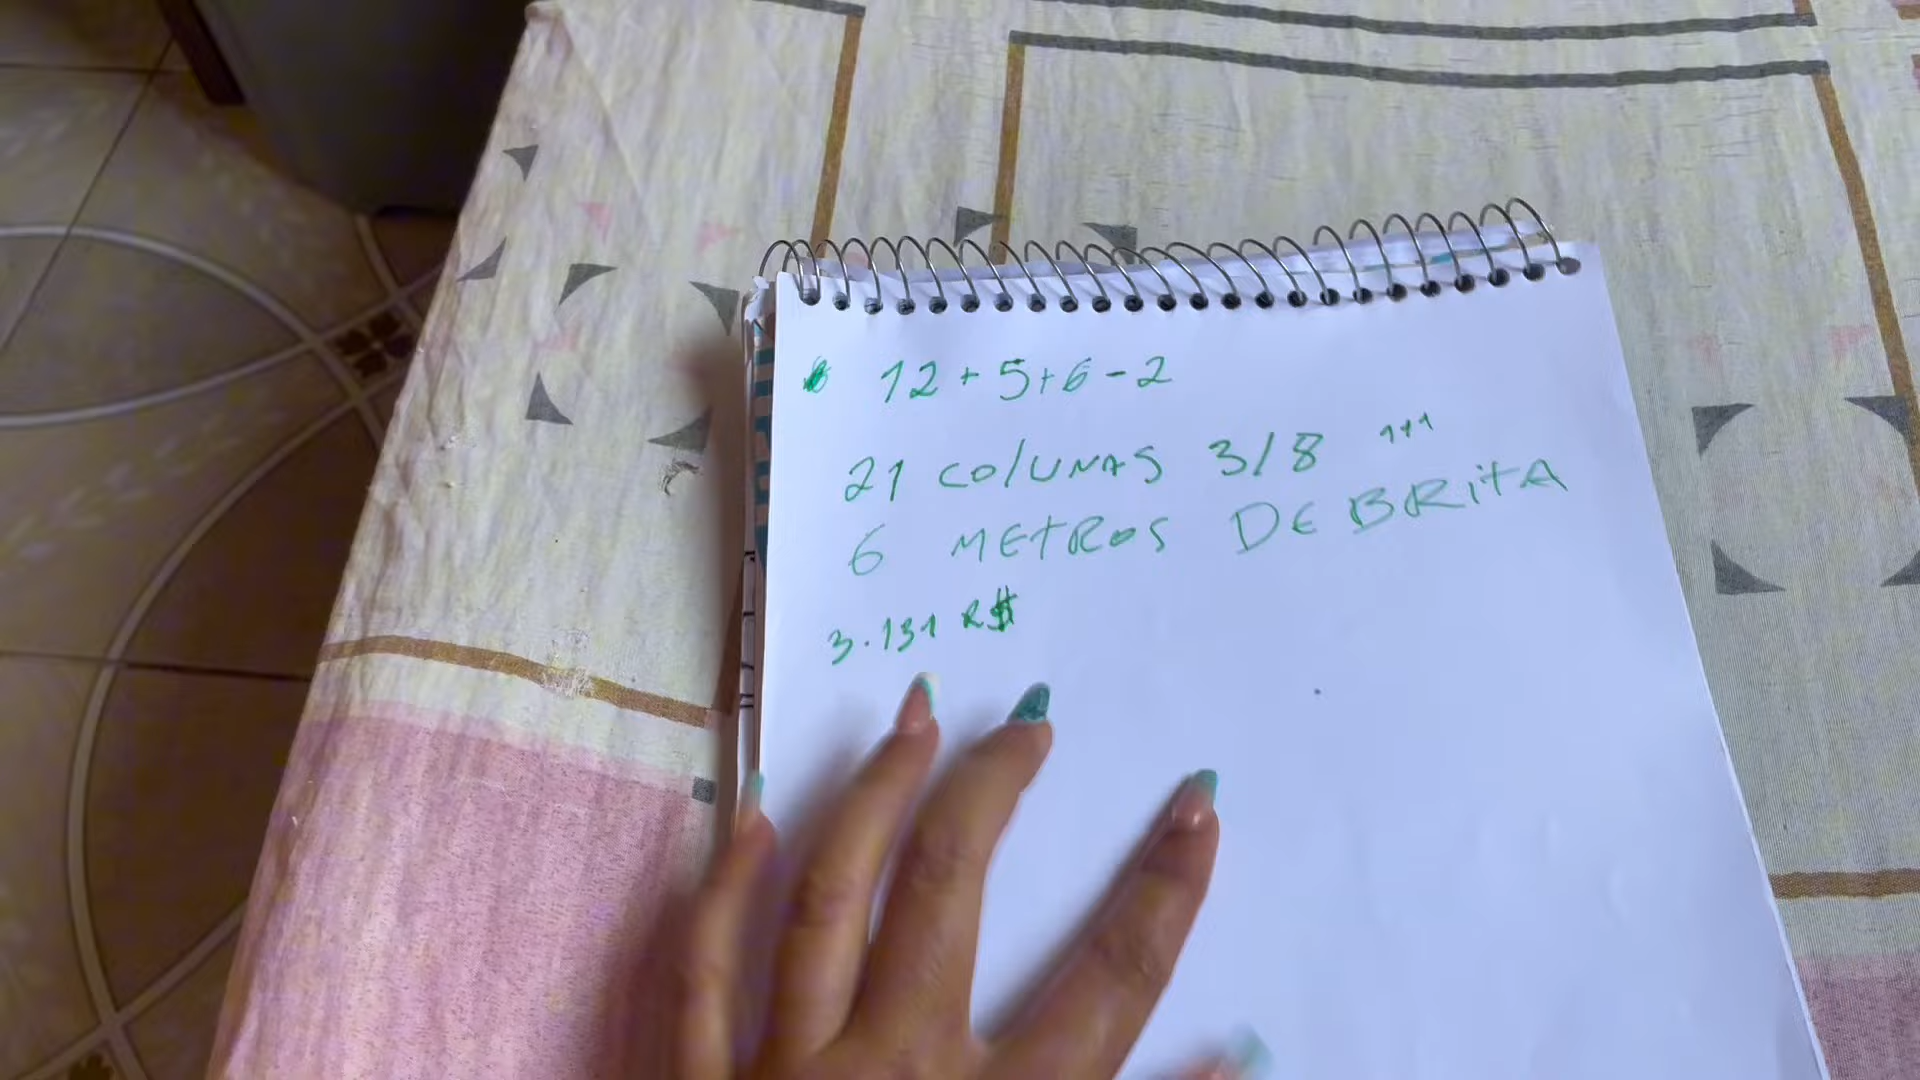 12+5+6-2
21 COLUNAS 3/8 "'"
6 METROS DE BRITA
3.131 R$